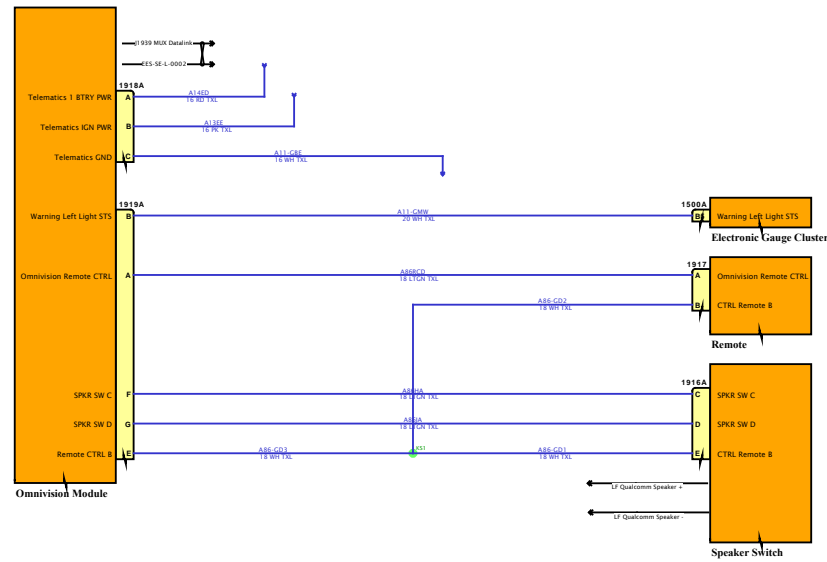 J1939 MUX Datalink
EES-SE-L-0002
1918A
Telematics 1 BTRY PWR A A14ED
16 RD TXL
Telematics IGN PWR B A13EE
16 PK TXL
Telematics GND C A11-GBE
16 WH TXL
1919A 1500A
Warning Left Light STS B A11-GMW B Warning Left Light STS
20 WH TXL
Electronic Gauge Cluster
1917
Omnivision Remote CTRL A A86RCD A Omnivision Remote CTRL
18 LTGN TXL
A86-GD2 B CTRL Remote B
18 WH TXL
Remote
1916A
SPKR SW C F C SPKR SW C
18 LTGN TXL
SPKR SW D G D SPKR SW D
18 LTGN TXL
Remote CTRL B E A86-GD3 KS1 A86-GD1 E CTRL Remote B
18 WH TXL 18 WH TXL
LF Qualcomm Speaker +
Omnivision Module
LF Qualcomm Speaker -
Speaker Switch